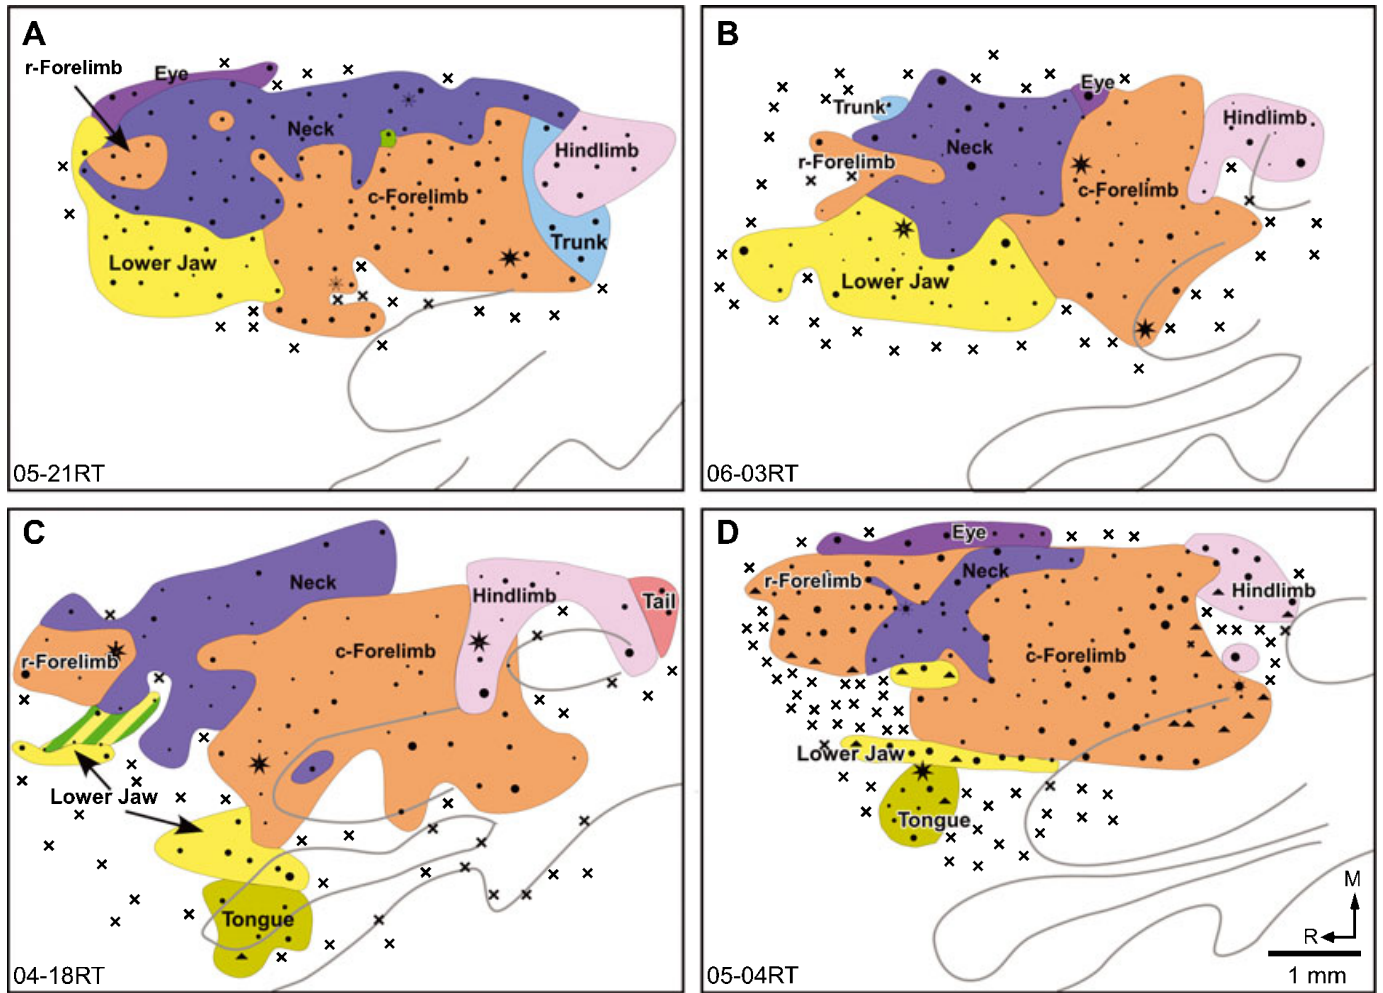 A
r-Forelimb
Eye
Neck
Hindlimb
c-Forelimb
Trunk
Lower Jaw
05-21RT
B
Eye
Trunk
Hindlimb
Neck
r-Forelimb
c-Forelimb
Lower Jaw
06-03RT
C
Neck
Hindlimb
Tail
r-Forelimb
c-Forelimb
Lower Jaw
Tongue
04-18RT
D
Eye
Neck
r-Forelimb
Hindlimb
c-Forelimb
Lower Jaw
Tongue
M
R
1 mm
05-04RT